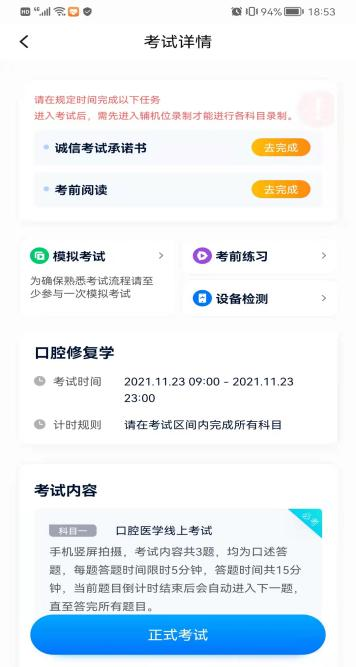 94% 18:53
考试详情
请在规定时间完成以下任务
进入考试后，需先进入辅机位录制才能进行各科目录制。
诚信考试承诺书 去完成
考前阅读 去完成
模拟考试
为确保熟悉考试流程请至
少参与一次模拟考试
考前练习
设备检测
口腔修复学
考试时间 2021.11.23 09:00 - 2021.11.23
23:00
计时规则 请在考试区间内完成所有科目
考试内容
必考
科目一 口腔医学线上考试
手机竖屏拍摄，考试内容共3题，均为口述答
题，每题答题时间限时5分钟，答题时间共15分
钟，当前题目倒计时结束后会自动进入下一题，
直至答完所有题目。
正式考试